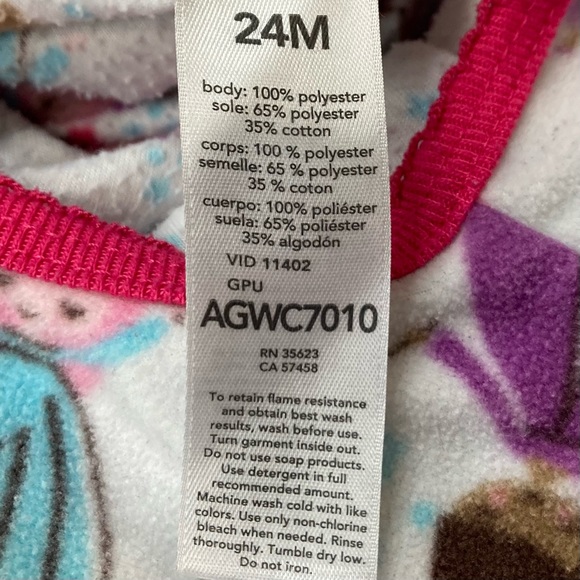 24M
body: 100% polyester
sole: 65% polyester
35% cotton
corps: 100 % polyester
semelle: 65 % polyester
35 % coton
cuerpo: 100% poliéster
suela: 65% poliéster
35% algodón
VID 11402
GPU
AGWC7010
RN 35623
CA 57458
To retain flame resistance
and obtain best wash
results, wash before use.
Turn garment inside out.
Do not use soap products.
Use detergent in full
recommended amount.
Machine wash cold with like
colors. Use only non-chlorine
bleach when needed. Rinse
thoroughly. Tumble dry low.
Do not iron.